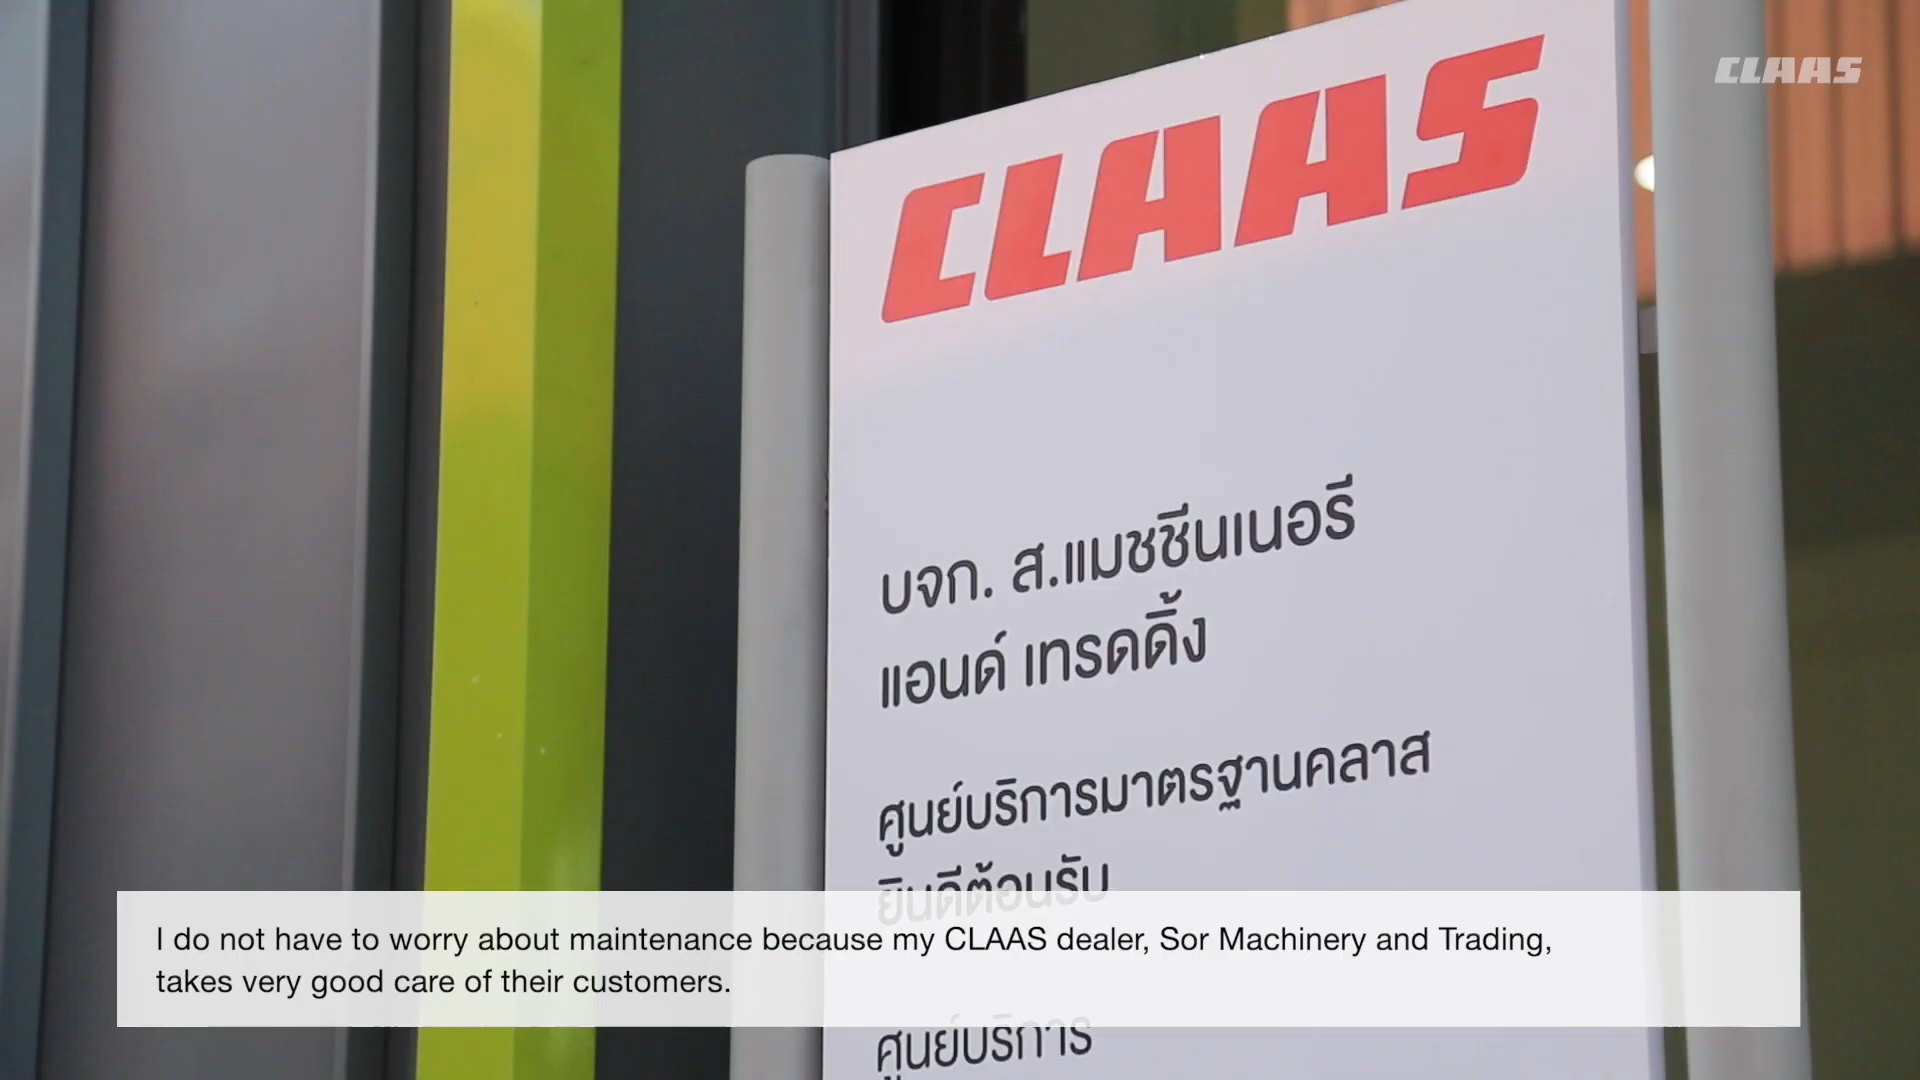 CLAAS
CLAAS
บจก. ส.แมชชีนเนอรี
แอนด์ เทรดดิ้ง
ศูนย์บริการมาตรฐานคลาส
ยินดีต้อนรับ
I do not have to worry about maintenance because my CLAAS dealer, Sor Machinery and Trading,
takes very good care of their customers.
ศูนย์บริการ